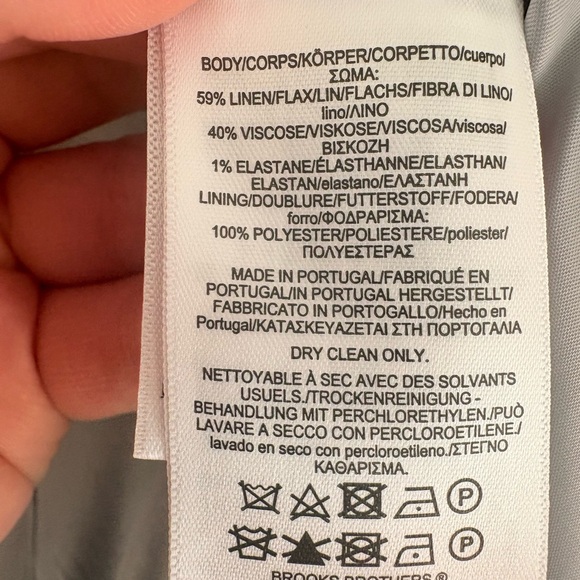 BODY/CORPS/KÖRPER/CORPETTO/cuerpo/
ΣΩΜΑ:
59% LINEN/FLAX/LIN/FLACHS/FIBRA DI LINO/
lino/ΛΙΝΟ
40% VISCOSE/VISKOSE/VISCOSA/viscosa/
ΒΙΣΚΟΖΗ
1% ELASTANE/ÉLASTHANNE/ELASTHAN/
ELASTAN/elastano/ΕΛΑΣΤΑΝΗ
LINING/DOUBLURE/FUTTERSTOFF/FODERA/
forro/ΦΟΔΡΑΡΙΣΜΑ:
100% POLYESTER/POLIESTERE/poliester/
ΠΟΛΥΕΣΤΕΡΑΣ
MADE IN PORTUGAL/FABRIQUÉ EN
PORTUGAL/IN PORTUGAL HERGESTELLT/
FABBRICATO IN PORTOGALLO/Hecho en
Portugal/ΚΑΤΑΣΚΕΥΑΖΕΤΑΙ ΣΤΗ ΠΟΡΤΟΓΑΛΙΑ
DRY CLEAN ONLY.
NETTOYABLE À SEC AVEC DES SOLVANTS
USUELS./TROCKENREINIGUNG -
BEHANDLUNG MIT PERCHLORETHYLEN./PUÒ
LAVARE A SECCO CON PERCLOROETILENE./
lavado en seco con percloroetileno./ΣΤΕΓΝΟ
ΚΑΘΑΡΙΣΜΑ.
P
P
BROOKS BROTHERS ®